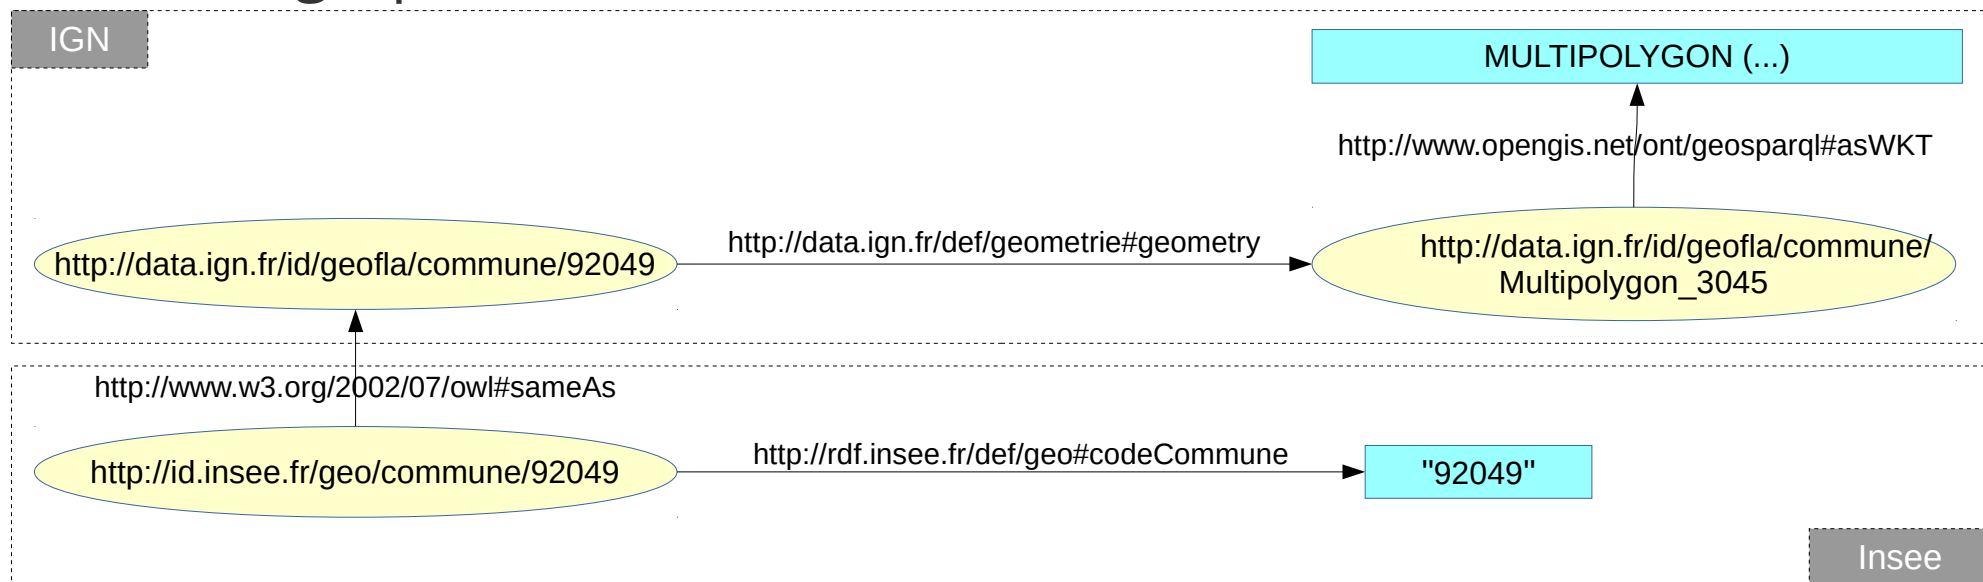 IGN
MULTIPOLYGON (...)
http://www.opengis.net/ont/geosparql#asWKT
http://data.ign.fr/def/geometrie#geometry
http://data.ign.fr/id/geofla/commune/92049
http://data.ign.fr/id/geofla/commune/
Multipolygon_3045
http://www.w3.org/2002/07/owl#sameAs
http://rdf.insee.fr/def/geo#codeCommune
http://id.insee.fr/geo/commune/92049
"92049"
Insee